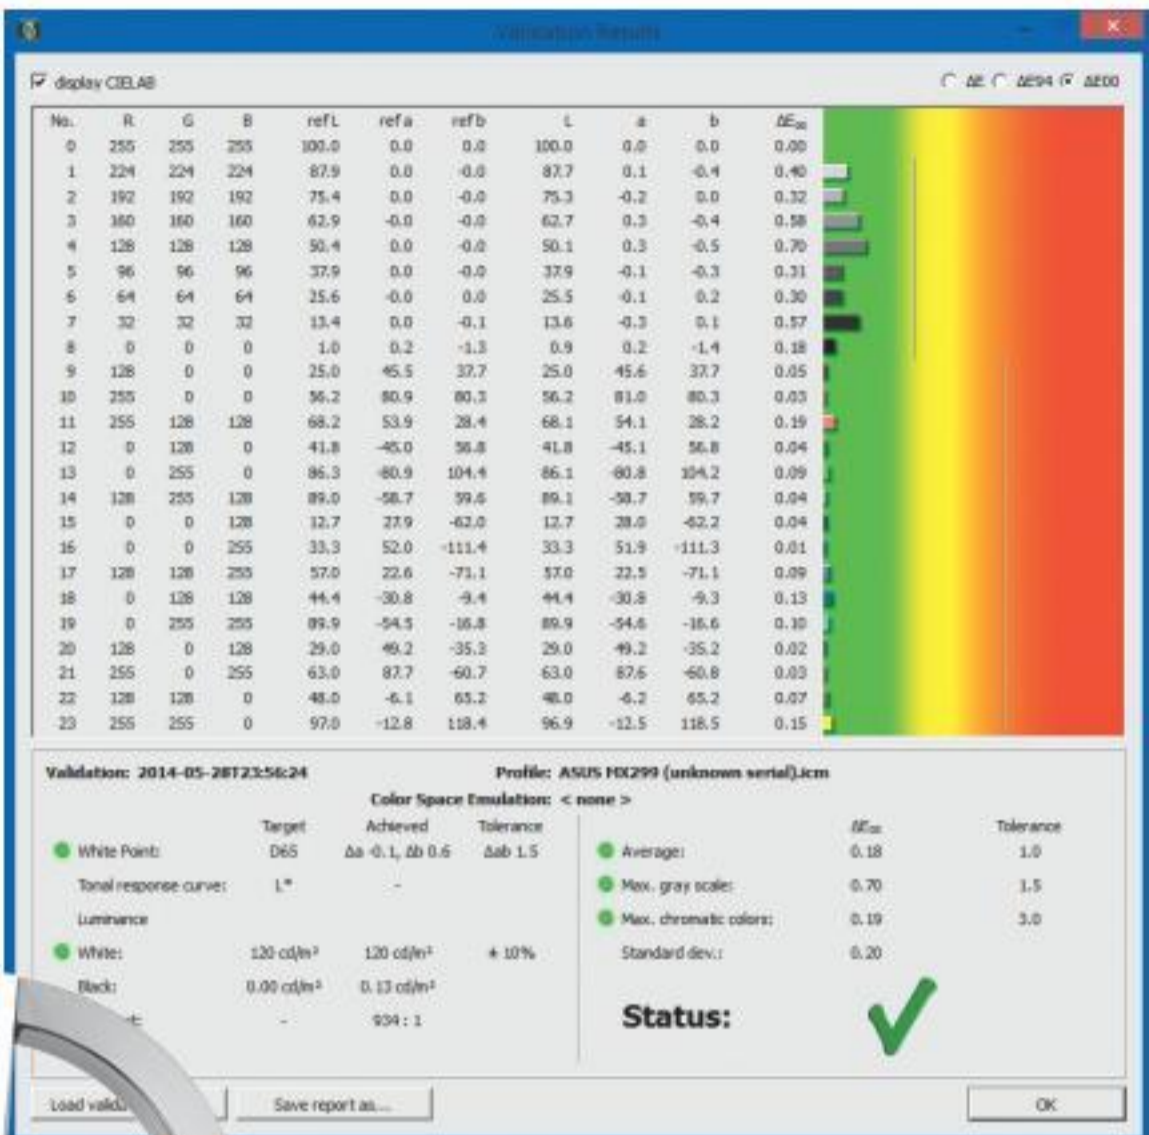 Validation Results
display CIELAB ΔE ΔE94 ΔE00
No. R G B ref L ref a ref b L a b ΔE₀₀
0 255 255 255 100.0 0.0 0.0 100.0 0.0 0.0 0.00
1 224 224 224 87.9 0.0 -0.0 87.7 0.1 -0.4 0.40
2 192 192 192 75.4 0.0 -0.0 75.3 -0.2 0.0 0.32
3 160 160 160 62.9 -0.0 -0.0 62.7 0.3 -0.4 0.58
4 128 128 128 50.4 0.0 -0.0 50.1 0.3 -0.5 0.70
5 96 96 96 37.9 0.0 -0.0 37.9 -0.1 -0.3 0.31
6 64 64 64 25.6 -0.0 0.0 25.5 -0.1 0.2 0.30
7 32 32 32 13.4 0.0 -0.1 13.6 -0.3 0.1 0.57
8 0 0 0 1.0 0.2 -1.3 0.9 0.2 -1.4 0.18
9 128 0 0 25.0 45.5 37.7 25.0 45.6 37.7 0.05
10 255 0 0 56.2 80.9 80.3 56.2 81.0 80.3 0.03
11 255 128 128 68.2 53.9 28.4 68.1 54.1 28.2 0.19
12 0 128 0 41.8 -45.0 56.8 41.8 -45.1 56.8 0.04
13 0 255 0 86.3 -80.9 104.4 86.1 -80.8 104.2 0.09
14 128 255 128 89.0 -58.7 59.6 89.1 -58.7 59.7 0.04
15 0 0 128 12.7 27.9 -62.0 12.7 28.0 -62.2 0.04
16 0 0 255 33.3 52.0 -111.4 33.3 51.9 -111.3 0.01
17 128 128 255 57.0 22.6 -71.1 57.0 22.5 -71.1 0.09
18 0 128 128 44.4 -30.8 -9.4 44.4 -30.8 -9.3 0.13
19 0 255 255 89.9 -54.5 -16.8 89.9 -54.6 -16.6 0.10
20 128 0 128 29.0 49.2 -35.3 29.0 49.2 -35.2 0.02
21 255 0 255 63.0 87.7 -60.7 63.0 87.6 -60.8 0.03
22 128 128 0 48.0 -6.1 65.2 48.0 -6.2 65.2 0.07
23 255 255 0 97.0 -12.8 118.4 96.9 -12.5 118.5 0.15
Validation: 2014-05-28T23:56:24 Profile: ASUS MX299 (unknown serial).icm
Color Space Emulation: < none >
Target Achieved Tolerance
White Point: D65 Δa -0.1, Δb 0.6 Δab 1.5
Tonal response curve: L* -
Luminance
White: 120 cd/m² 120 cd/m² ± 10%
Black: 0.00 cd/m² 0.13 cd/m²
- 934 : 1
ΔE₀₀ Tolerance
Average: 0.18 1.0
Max. gray scale: 0.70 1.5
Max. chromatic colors: 0.19 3.0
Standard dev.: 0.20
Status:
Load valida
Save report as...
OK